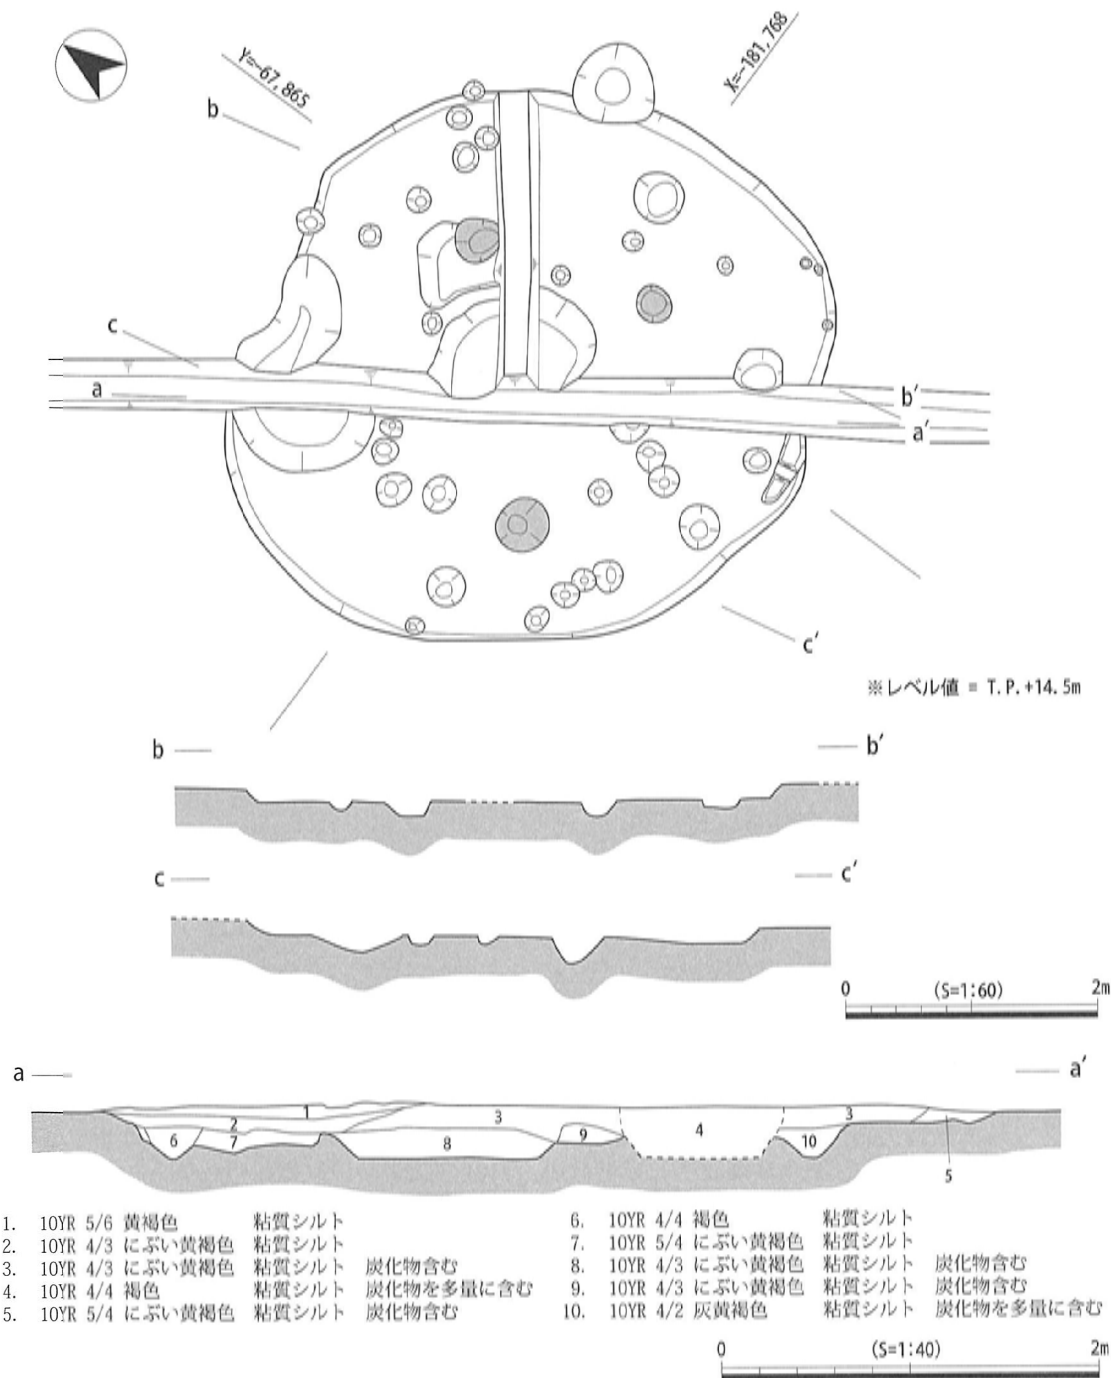 Y=-67,865
X=-181,768
b
c
a
b′
a′
c′
※レベル値 = T.P.+14.5m
b
b′
c
c′
0 (S=1:60) 2m
a
a′
1
2
3
3
4
5
6
7
8
9
10
1. 10YR 5/6 黄褐色 粘質シルト
2. 10YR 4/3 にぶい黄褐色 粘質シルト
3. 10YR 4/3 にぶい黄褐色 粘質シルト 炭化物含む
4. 10YR 4/4 褐色 粘質シルト 炭化物を多量に含む
5. 10YR 5/4 にぶい黄褐色 粘質シルト 炭化物含む
6. 10YR 4/4 褐色 粘質シルト
7. 10YR 5/4 にぶい黄褐色 粘質シルト
8. 10YR 4/3 にぶい黄褐色 粘質シルト 炭化物含む
9. 10YR 4/3 にぶい黄褐色 粘質シルト 炭化物含む
10. 10YR 4/2 灰黄褐色 粘質シルト 炭化物を多量に含む
0 (S=1:40) 2m